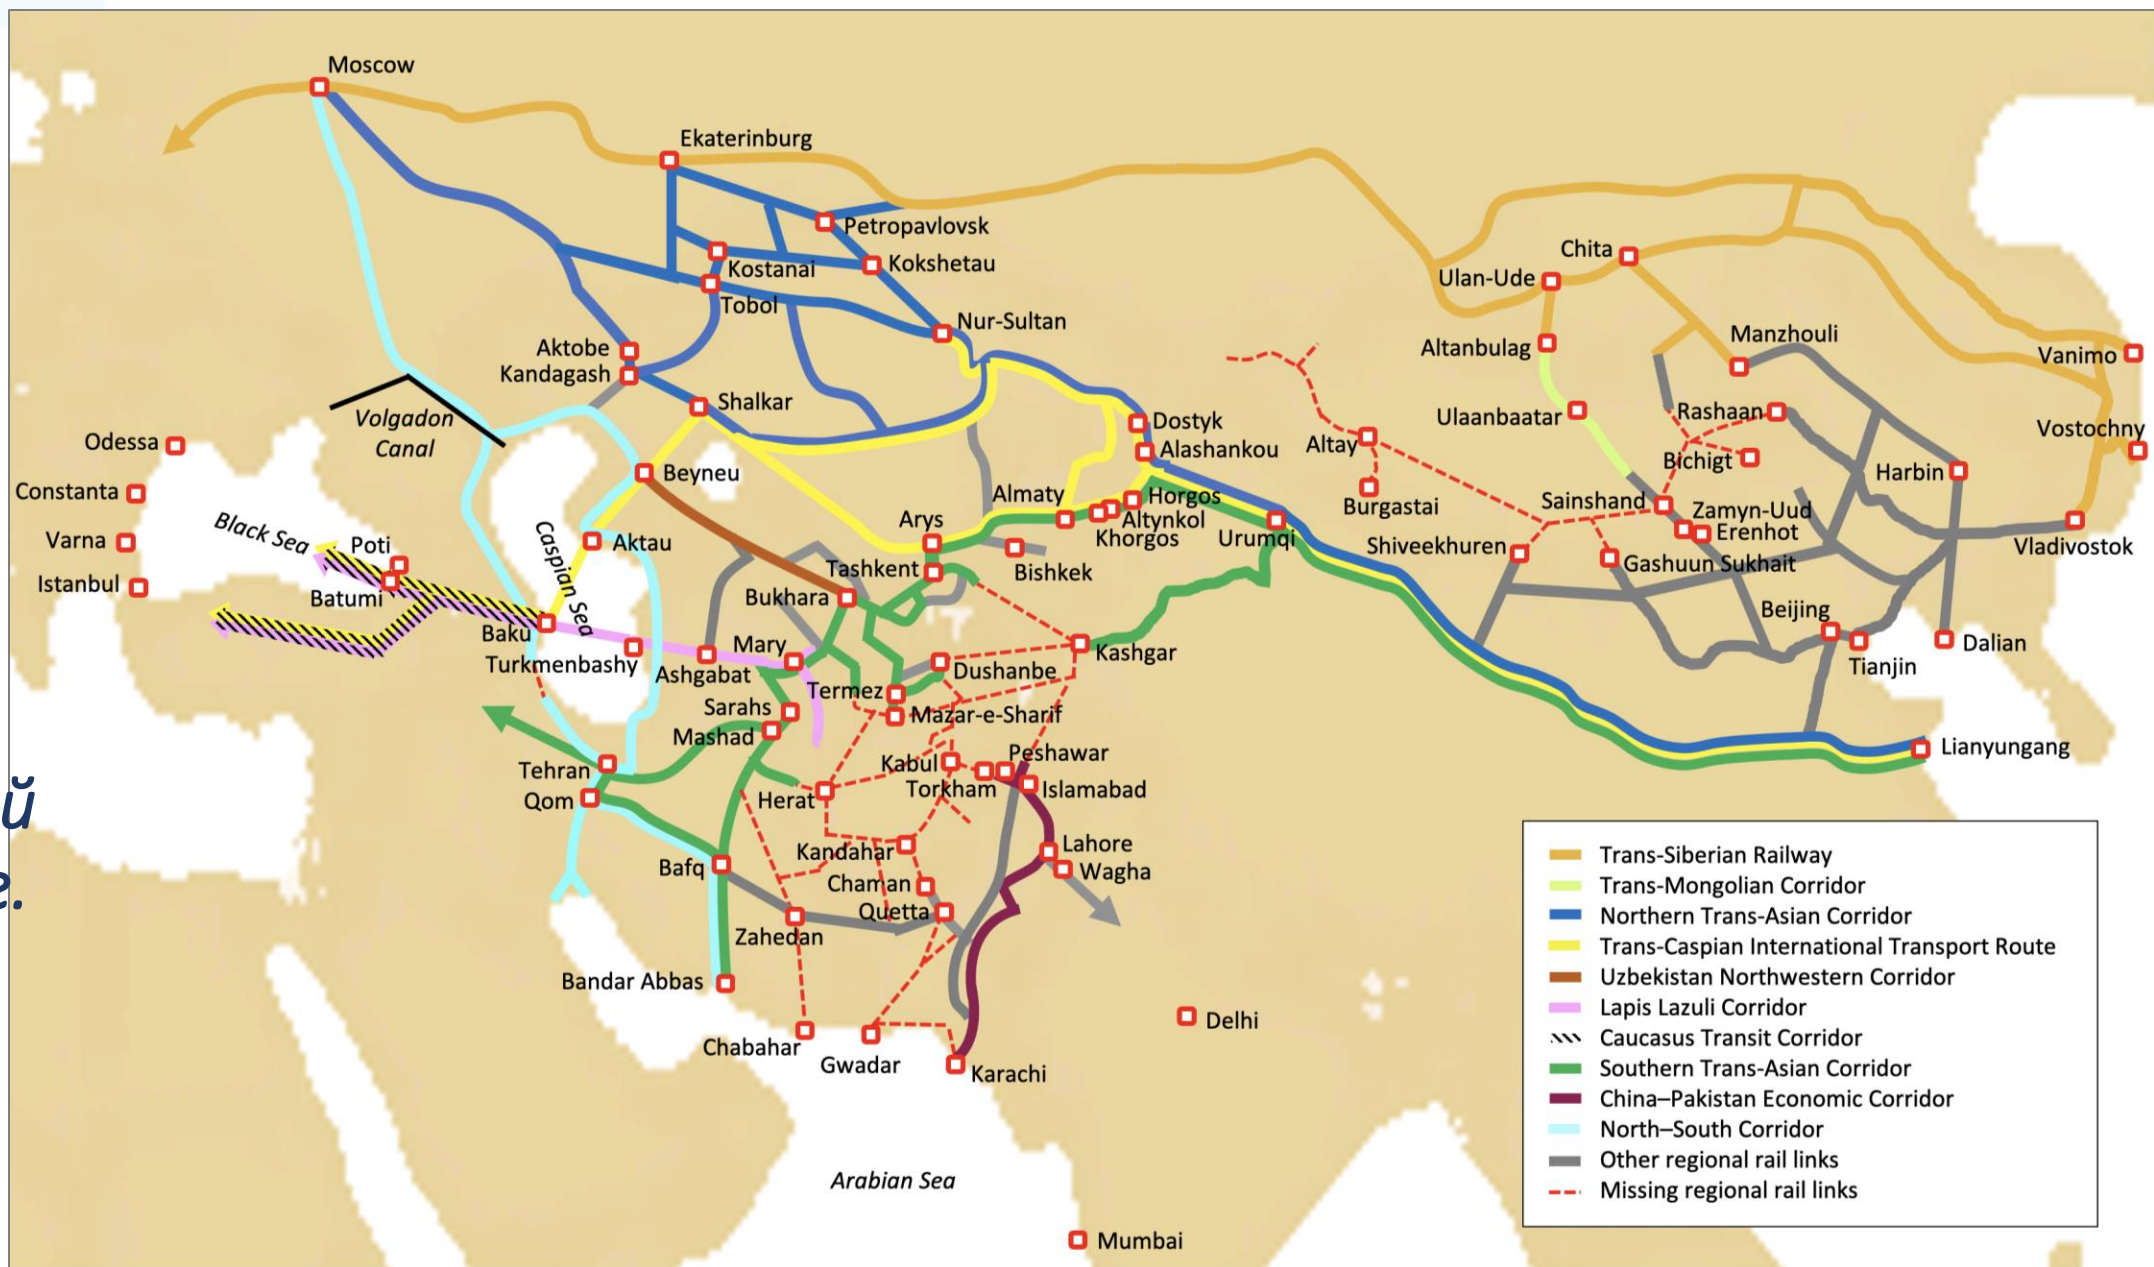 Moscow
Ekaterinburg
Petropavlovsk
Kostanai
Kokshetau
Tobol
Nur-Sultan
Aktobe
Kandagash
Shalkar
Volgadon
Canal
Odessa
Constanta
Varna
Istanbul
Black Sea
Poti
Batumi
Baku
Caspian Sea
Beyneu
Aktau
Turkmenbashy
Ashgabat
Mary
Bukhara
Arys
Tashkent
Almaty
Bishkek
Dostyk
Alashankou
Horgos
Altynkol
Khorgos
Urumqi
Kashgar
Dushanbe
Termez
Mazar-e-Sharif
Sarahs
Mashad
Tehran
Qom
Herat
Kabul
Peshawar
Torkham
Islamabad
Lahore
Wagha
Kandahar
Chaman
Quetta
Bafq
Zahedan
Bandar Abbas
Chabahar
Gwadar
Karachi
Delhi
Arabian Sea
Mumbai
Chita
Ulan-Ude
Altanbulag
Manzhouli
Vanimo
Ulaanbaatar
Rashaan
Vostochny
Altay
Bichigt
Harbin
Burgastai
Sainshand
Zamyn-Uud
Erenhot
Shiveekhuren
Gashuun Sukhait
Vladivostok
Beijing
Tianjin
Dalian
Lianyungang
й
е.
Trans-Siberian Railway
Trans-Mongolian Corridor
Northern Trans-Asian Corridor
Trans-Caspian International Transport Route
Uzbekistan Northwestern Corridor
Lapis Lazuli Corridor
Caucasus Transit Corridor
Southern Trans-Asian Corridor
China–Pakistan Economic Corridor
North–South Corridor
Other regional rail links
Missing regional rail links